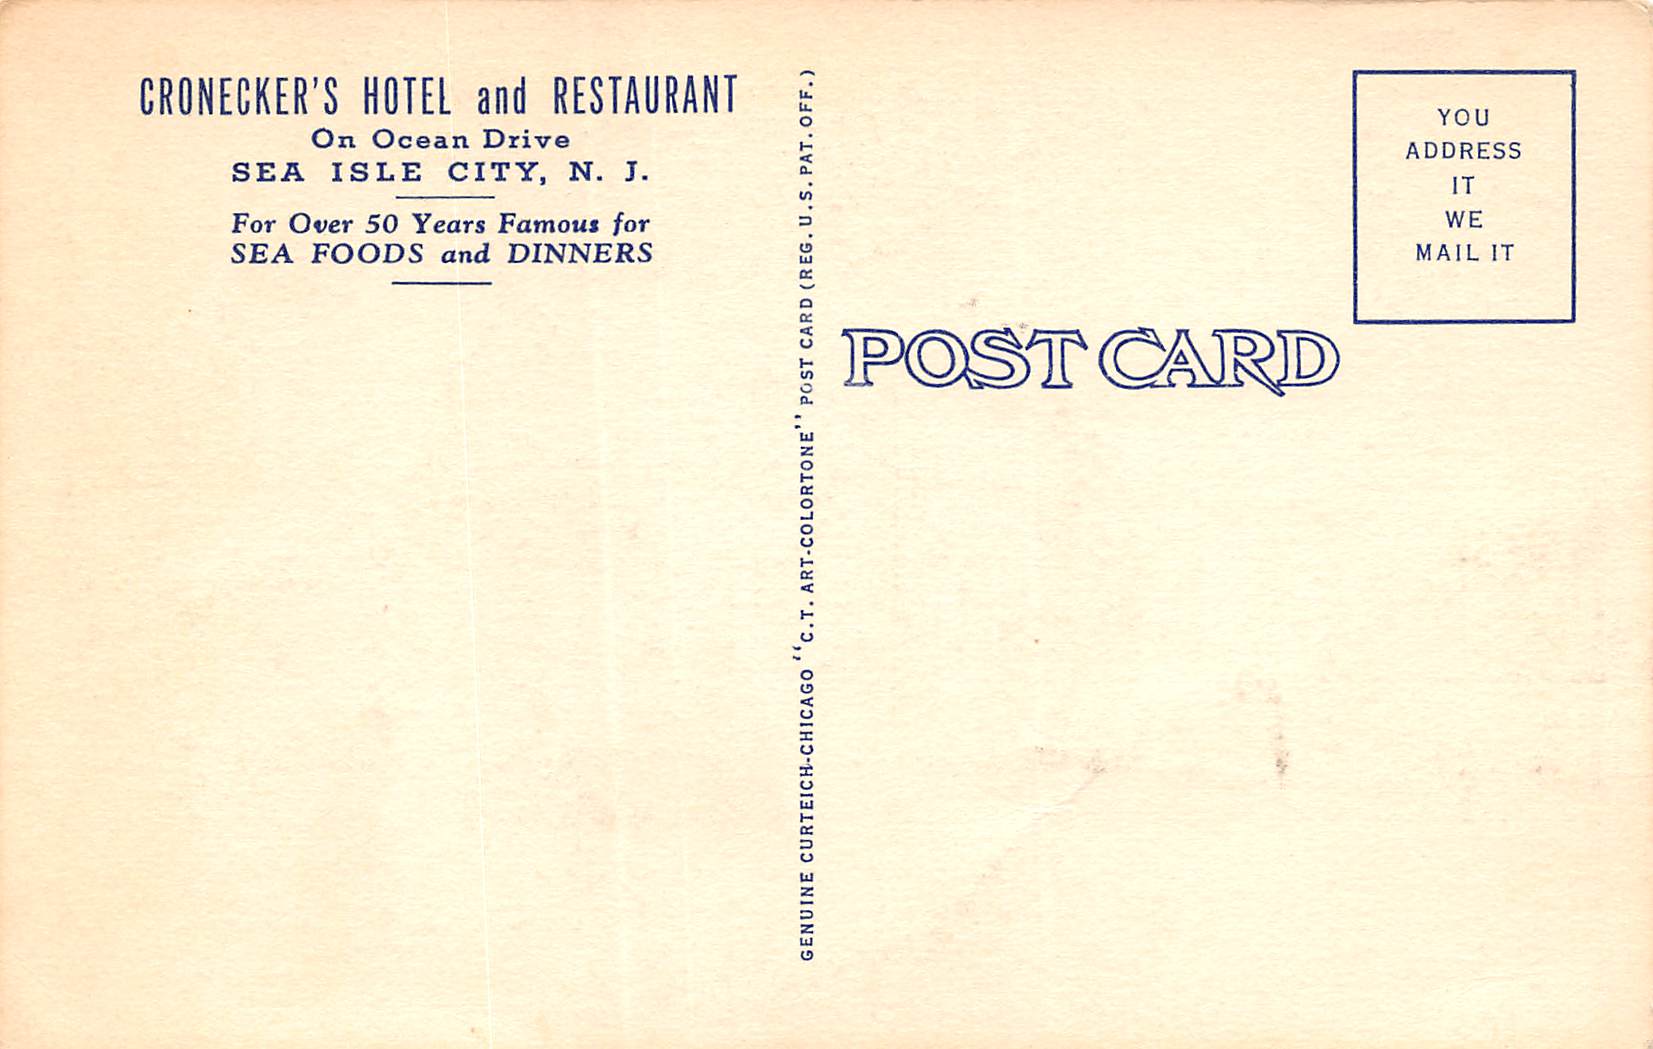 CRONECKER'S HOTEL and RESTAURANT
On Ocean Drive
SEA ISLE CITY, N. J.
For Over 50 Years Famous for
SEA FOODS and DINNERS
GENUINE CURTEICH-CHICAGO "C.T. ART-COLORTONE" POST CARD (REG. U.S. PAT. OFF.)
YOU
ADDRESS
IT
WE
MAIL IT
POST CARD